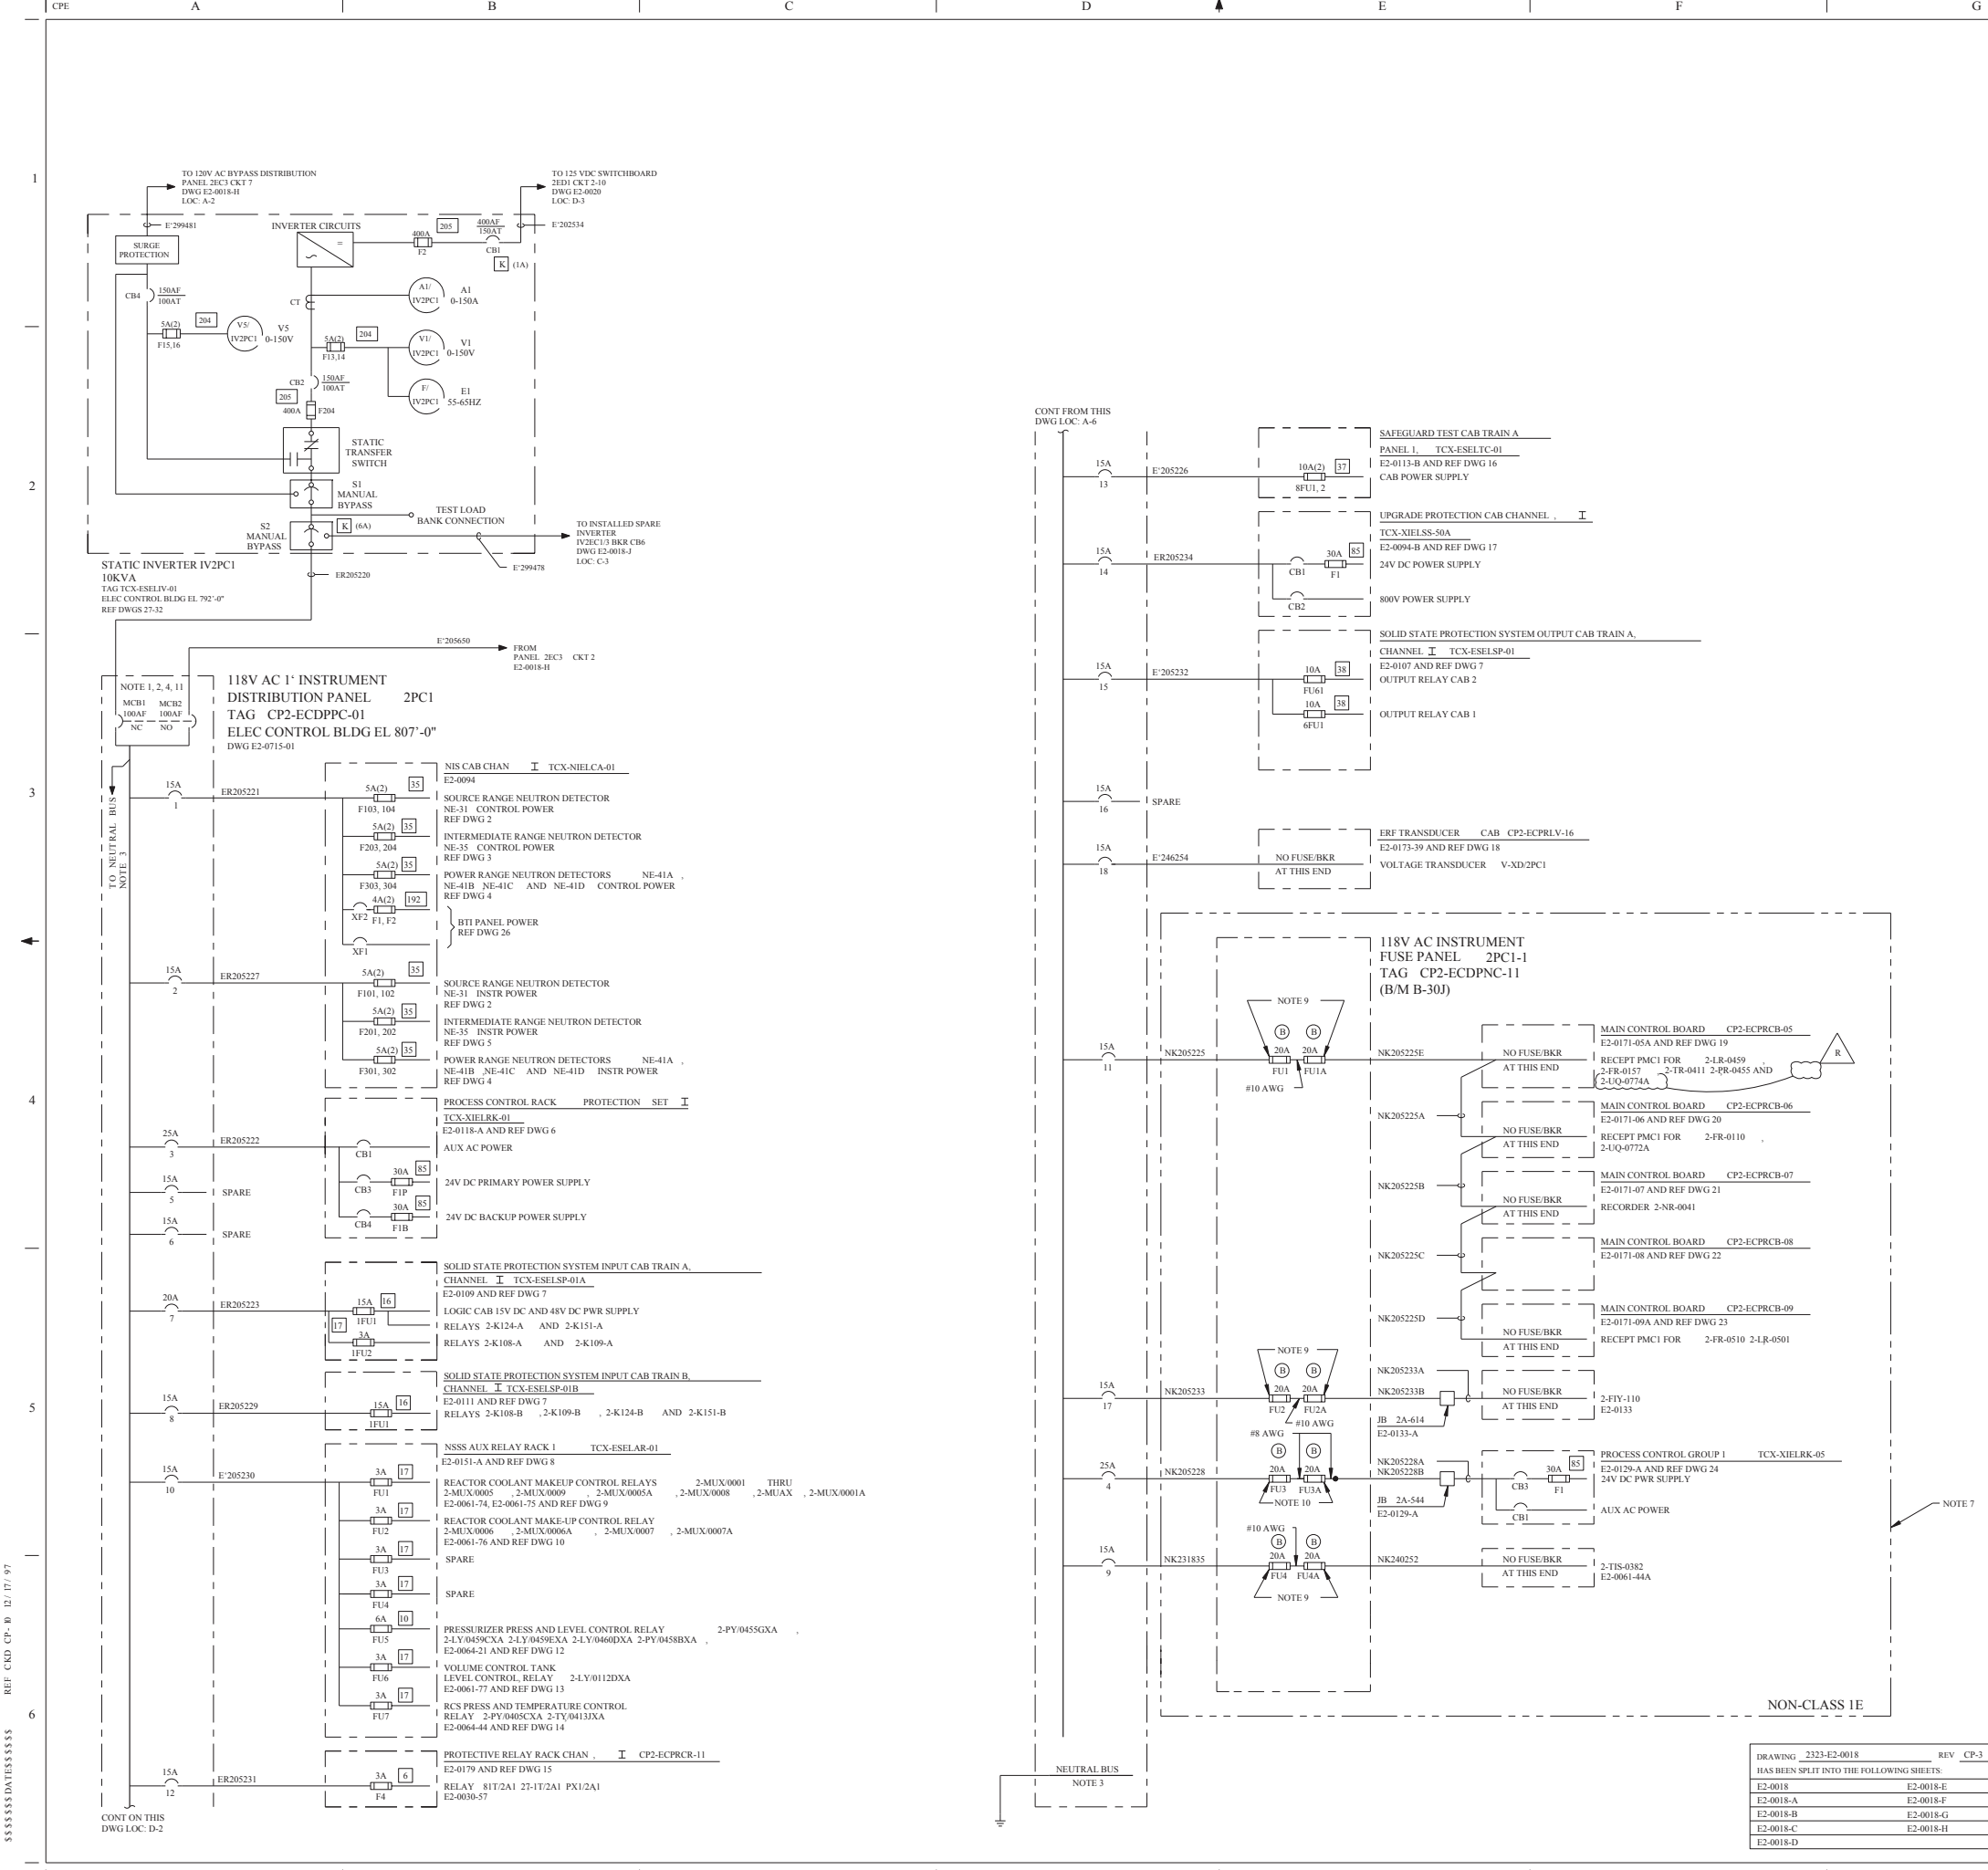 CPE
A
B
C
D
E
F
G
1
2
3
4
5
6
TO 120V AC BYPASS DISTRIBUTION
PANEL 2EC3 CKT 7
DWG E2-0018-H
LOC: A-2
E'299481
SURGE
PROTECTION
INVERTER CIRCUITS
400A
F2
205
400AF
150AT
CB1
K (1A)
TO 125 VDC SWITCHBOARD
2ED1 CKT 2-10
DWG E2-0020
LOC: D-3
E'202534
CB4
150AF
100AT
5A(2)
F15,16
204
V5/
IV2PC1
V5
0-150V
CT
A1/
IV2PC1
A1
0-150A
5A(2)
F13,14
204
V1/
IV2PC1
V1
0-150V
F/
IV2PC1
E1
55-65HZ
CB2
150AF
100AT
205
400A
F204
STATIC
TRANSFER
SWITCH
S1
MANUAL
BYPASS
TEST LOAD
BANK CONNECTION
K (6A)
S2
MANUAL
BYPASS
TO INSTALLED SPARE
INVERTER
IV2EC1/3 BKR CB6
DWG E2-0018-J
LOC: C-3
E'299478
ER205220
STATIC INVERTER IV2PC1
10KVA
TAG TCX-ESELIV-01
ELEC CONTROL BLDG EL 792'-0"
REF DWGS 27-32
E'205650
FROM
PANEL 2EC3 CKT 2
E2-0018-H
NOTE 1, 2, 4, 11
MCB1
100AF
NC
MCB2
100AF
NO
118V AC 1' INSTRUMENT
DISTRIBUTION PANEL 2PC1
TAG CP2-ECDPPC-01
ELEC CONTROL BLDG EL 807'-0"
DWG E2-0715-01
TO NEUTRAL BUS
NOTE 3
15A
1
ER205221
NIS CAB CHAN I TCX-NIELCA-01
E2-0094
5A(2)
F103, 104
35
SOURCE RANGE NEUTRON DETECTOR
NE-31 CONTROL POWER
REF DWG 2
5A(2)
F203, 204
35
INTERMEDIATE RANGE NEUTRON DETECTOR
NE-35 CONTROL POWER
REF DWG 3
5A(2)
F303, 304
35
POWER RANGE NEUTRON DETECTORS NE-41A ,
NE-41B ,NE-41C AND NE-41D CONTROL POWER
REF DWG 4
XF2
4A(2)
F1, F2
192
XF1
BTI PANEL POWER
REF DWG 26
15A
2
ER205227
5A(2)
F101, 102
35
SOURCE RANGE NEUTRON DETECTOR
NE-31 INSTR POWER
REF DWG 2
5A(2)
F201, 202
35
INTERMEDIATE RANGE NEUTRON DETECTOR
NE-35 INSTR POWER
REF DWG 5
5A(2)
F301, 302
35
POWER RANGE NEUTRON DETECTORS NE-41A ,
NE-41B ,NE-41C AND NE-41D INSTR POWER
REF DWG 4
PROCESS CONTROL RACK PROTECTION SET I
TCX-XIELRK-01
E2-0118-A AND REF DWG 6
25A
3
ER205222
CB1
AUX AC POWER
CB3
30A
F1P
85
24V DC PRIMARY POWER SUPPLY
CB4
30A
F1B
85
24V DC BACKUP POWER SUPPLY
15A
5
SPARE
15A
6
SPARE
SOLID STATE PROTECTION SYSTEM INPUT CAB TRAIN A,
CHANNEL I TCX-ESELSP-01A
E2-0109 AND REF DWG 7
20A
7
ER205223
15A
1FU1
16
LOGIC CAB 15V DC AND 48V DC PWR SUPPLY
RELAYS 2-K124-A AND 2-K151-A
17
3A
1FU2
RELAYS 2-K108-A AND 2-K109-A
SOLID STATE PROTECTION SYSTEM INPUT CAB TRAIN B,
CHANNEL I TCX-ESELSP-01B
E2-0111 AND REF DWG 7
15A
8
ER205229
15A
1FU1
16
RELAYS 2-K108-B , 2-K109-B , 2-K124-B AND 2-K151-B
NSSS AUX RELAY RACK 1 TCX-ESELAR-01
E2-0151-A AND REF DWG 8
15A
10
E'205230
3A
FU1
17
REACTOR COOLANT MAKEUP CONTROL RELAYS 2-MUX/0001 THRU
2-MUX/0005 , 2-MUX/0009 , 2-MUX/0005A , 2-MUX/0008 , 2-MUAX , 2-MUX/0001A
E2-0061-74, E2-0061-75 AND REF DWG 9
3A
FU2
17
REACTOR COOLANT MAKE-UP CONTROL RELAY
2-MUX/0006 , 2-MUX/0006A , 2-MUX/0007 , 2-MUX/0007A
E2-0061-76 AND REF DWG 10
3A
FU3
17
SPARE
3A
FU4
17
SPARE
6A
FU5
10
PRESSURIZER PRESS AND LEVEL CONTROL RELAY 2-PY/0455GXA ,
2-LY/0459CXA 2-LY/0459EXA 2-LY/0460DXA 2-PY/0458BXA ,
E2-0064-21 AND REF DWG 12
3A
FU6
17
VOLUME CONTROL TANK
LEVEL CONTROL, RELAY 2-LY/0112DXA
E2-0061-77 AND REF DWG 13
3A
FU7
17
RCS PRESS AND TEMPERATURE CONTROL
RELAY 2-PY/0405CXA 2-TY/0413JXA
E2-0064-44 AND REF DWG 14
PROTECTIVE RELAY RACK CHAN , I CP2-ECPRCR-11
E2-0179 AND REF DWG 15
15A
12
ER205231
3A
F4
6
RELAY 81T/2A1 27-1T/2A1 PX1/2A1
E2-0030-57
CONT ON THIS
DWG LOC: D-2
CONT FROM THIS
DWG LOC: A-6
15A
13
E'205226
10A(2)
8FU1, 2
37
SAFEGUARD TEST CAB TRAIN A
PANEL 1, TCX-ESELTC-01
E2-0113-B AND REF DWG 16
CAB POWER SUPPLY
15A
14
ER205234
UPGRADE PROTECTION CAB CHANNEL , I
TCX-XIELSS-50A
E2-0094-B AND REF DWG 17
CB1
30A
F1
85
24V DC POWER SUPPLY
CB2
800V POWER SUPPLY
SOLID STATE PROTECTION SYSTEM OUTPUT CAB TRAIN A,
CHANNEL I TCX-ESELSP-01
E2-0107 AND REF DWG 7
15A
15
E'205232
10A
FU61
38
OUTPUT RELAY CAB 2
10A
6FU1
38
OUTPUT RELAY CAB 1
15A
16
SPARE
15A
18
E'246254
NO FUSE/BKR
AT THIS END
ERF TRANSDUCER CAB CP2-ECPRLV-16
E2-0173-39 AND REF DWG 18
VOLTAGE TRANSDUCER V-XD/2PC1
118V AC INSTRUMENT
FUSE PANEL 2PC1-1
TAG CP2-ECDPNC-11
(B/M B-30J)
NOTE 9
B B
15A
11
NK205225
20A
FU1
20A
FU1A
#10 AWG
NK205225E
NO FUSE/BKR
AT THIS END
MAIN CONTROL BOARD CP2-ECPRCB-05
E2-0171-05A AND REF DWG 19
RECEPT PMC1 FOR 2-LR-0459 ,
2-FR-0157 2-TR-0411 2-PR-0455 AND
2-UQ-0774A
R
NK205225A
NO FUSE/BKR
AT THIS END
MAIN CONTROL BOARD CP2-ECPRCB-06
E2-0171-06 AND REF DWG 20
RECEPT PMC1 FOR 2-FR-0110 ,
2-UQ-0772A
NK205225B
NO FUSE/BKR
AT THIS END
MAIN CONTROL BOARD CP2-ECPRCB-07
E2-0171-07 AND REF DWG 21
RECORDER 2-NR-0041
NK205225C
MAIN CONTROL BOARD CP2-ECPRCB-08
E2-0171-08 AND REF DWG 22
NK205225D
NO FUSE/BKR
AT THIS END
MAIN CONTROL BOARD CP2-ECPRCB-09
E2-0171-09A AND REF DWG 23
RECEPT PMC1 FOR 2-FR-0510 2-LR-0501
NOTE 9
B B
15A
17
NK205233
20A
FU2
20A
FU2A
#10 AWG
NK205233A
NK205233B
JB 2A-614
E2-0133-A
NO FUSE/BKR
AT THIS END
2-FIY-110
E2-0133
#8 AWG
B B
25A
4
NK205228
20A
FU3
20A
FU3A
NOTE 10
NK205228A
NK205228B
JB 2A-544
E2-0129-A
CB3
30A
F1
85
CB1
PROCESS CONTROL GROUP 1 TCX-XIELRK-05
E2-0129-A AND REF DWG 24
24V DC PWR SUPPLY
AUX AC POWER
NOTE 7
#10 AWG
B B
15A
9
NK231835
20A
FU4
20A
FU4A
NOTE 9
NK240252
NO FUSE/BKR
AT THIS END
2-TIS-0382
E2-0061-44A
NON-CLASS 1E
NEUTRAL BUS
NOTE 3
DRAWING 2323-E2-0018 REV CP-3
HAS BEEN SPLIT INTO THE FOLLOWING SHEETS:
E2-0018 E2-0018-E
E2-0018-A E2-0018-F
E2-0018-B E2-0018-G
E2-0018-C E2-0018-H
E2-0018-D
REF CKD CP-10 12/17/97
$$$$$$$DATE$$$$$$$